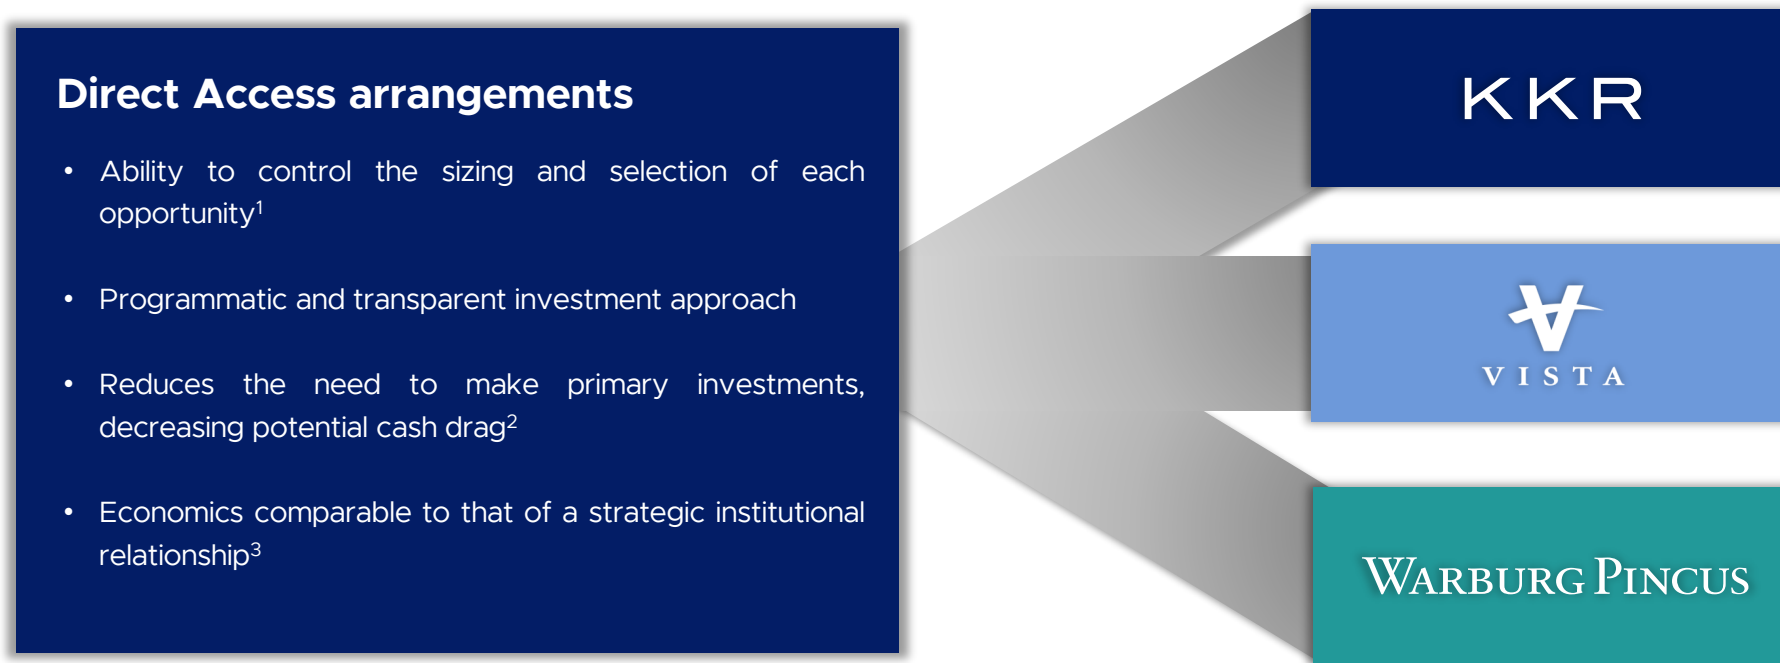 Direct Access arrangements
• Ability to control the sizing and selection of each
opportunity¹
• Programmatic and transparent investment approach
• Reduces the need to make primary investments,
decreasing potential cash drag²
• Economics comparable to that of a strategic institutional
relationship³
KKR
VISTA
WARBURG PINCUS